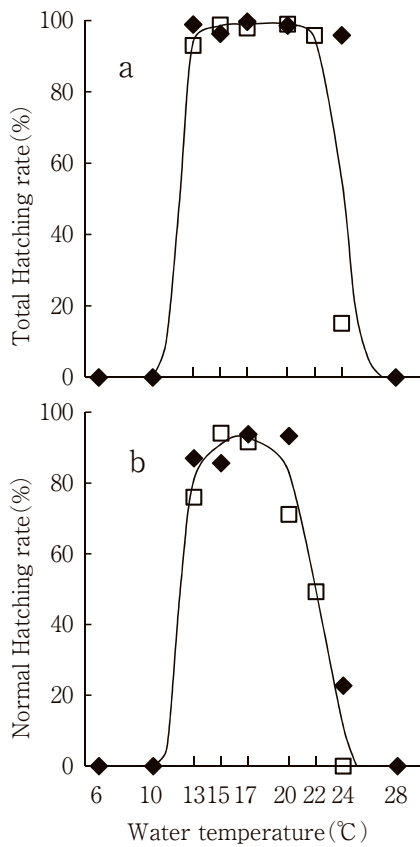 100
80
60
40
20
0
a
Total Hatching rate(%)
100
80
60
40
20
0
b
Normal Hatching rate(%)
6 10 13 15 17 20 22 24 28
Water temperature(℃)